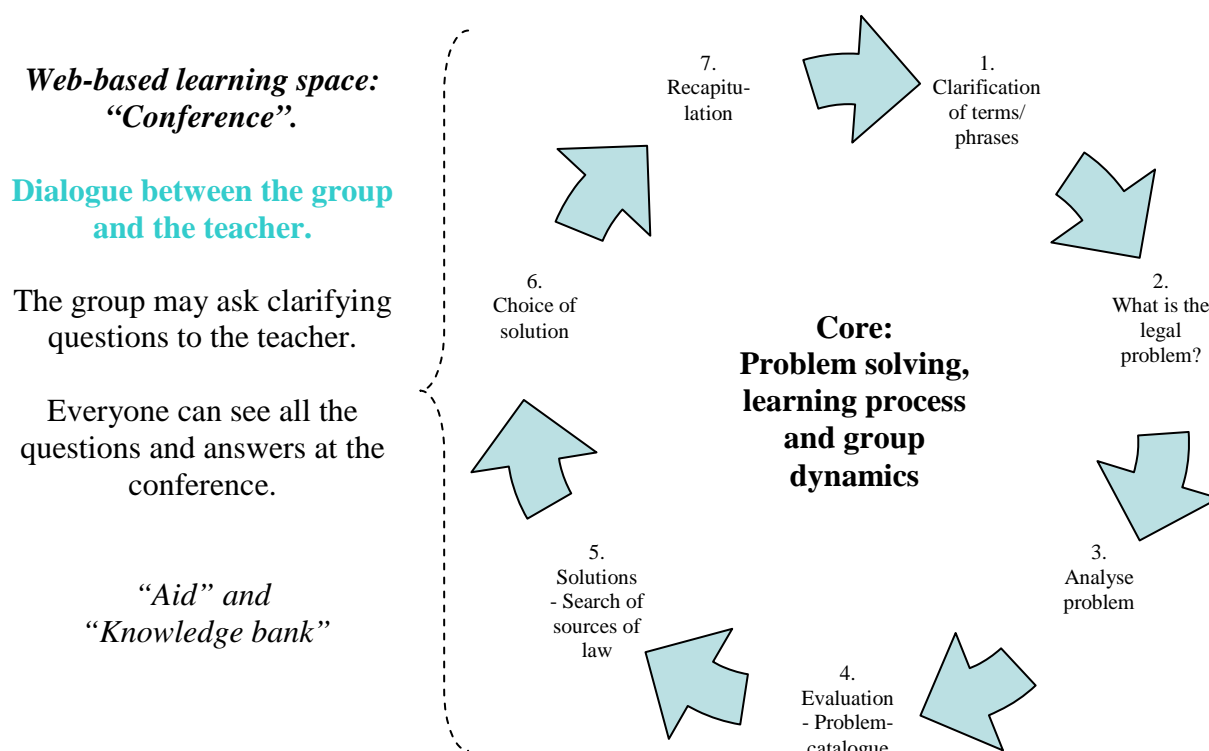 Web-based learning space:
“Conference”.
Dialogue between the group
and the teacher.
The group may ask clarifying
questions to the teacher.
Everyone can see all the
questions and answers at the
conference.
“Aid” and
“Knowledge bank”
1.
Clarification
of terms/
phrases
2.
What is the
legal
problem?
3.
Analyse
problem
4.
Evaluation
- Problem-
catalogue
5.
Solutions
- Search of
sources of
law
6.
Choice of
solution
7.
Recapitu-
lation
Core:
Problem solving,
learning process
and group
dynamics